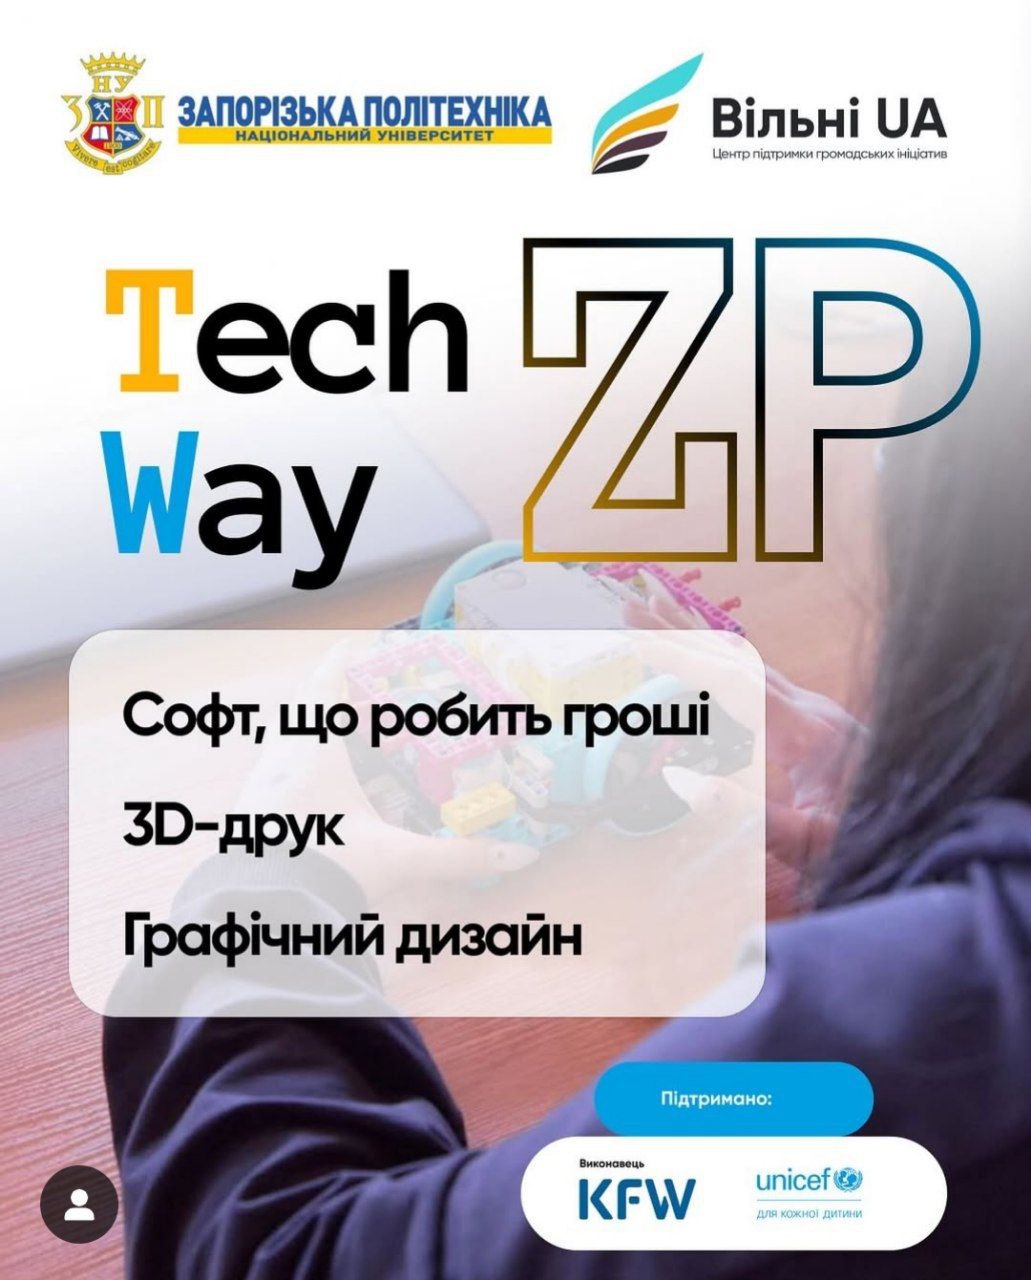 НУ
З П
Vivere est cogitare
ЗАПОРІЗЬКА ПОЛІТЕХНІКА
НАЦІОНАЛЬНИЙ УНІВЕРСИТЕТ
Вільні UA
Центр підтримки громадських ініціатив
Tech
Way
ZP
Софт, що робить гроші
3D-друк
Графічний дизайн
Підтримано:
Виконавець
KFW
unicef
для кожної дитини